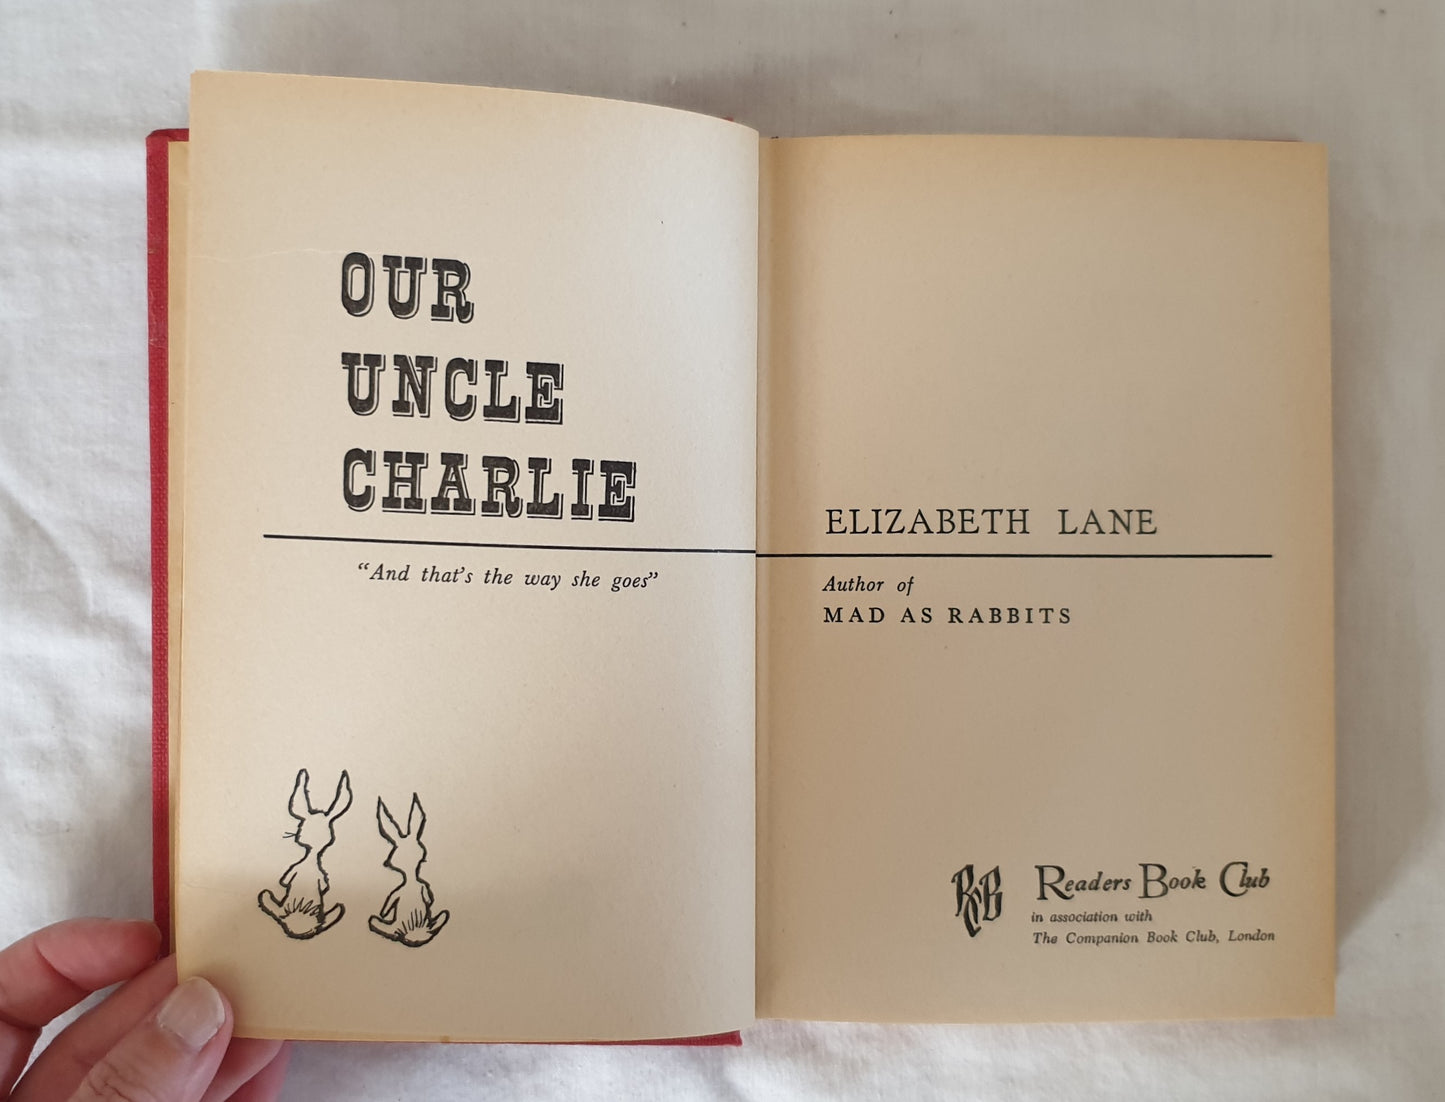 OUR
UNCLE
CHARLIE
"And that's the way she goes"
ELIZABETH LANE
Author of
MAD AS RABBITS
RCB
Readers Book Club
in association with
The Companion Book Club, London